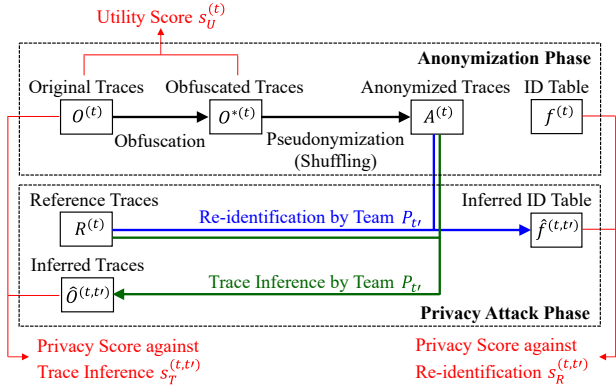 Utility Score s_U^(t)
Anonymization Phase
Original Traces
Obfuscated Traces
Anonymized Traces
ID Table
O^(t)
O*^(t)
A^(t)
f^(t)
Obfuscation
Pseudonymization
(Shuffling)
Reference Traces
Inferred ID Table
R^(t)
Re-identification by Team P_t′
f̂^(t,t′)
Inferred Traces
Ô^(t,t′)
Trace Inference by Team P_t′
Privacy Attack Phase
Privacy Score against
Trace Inference s_T^(t,t′)
Privacy Score against
Re-identification s_R^(t,t′)